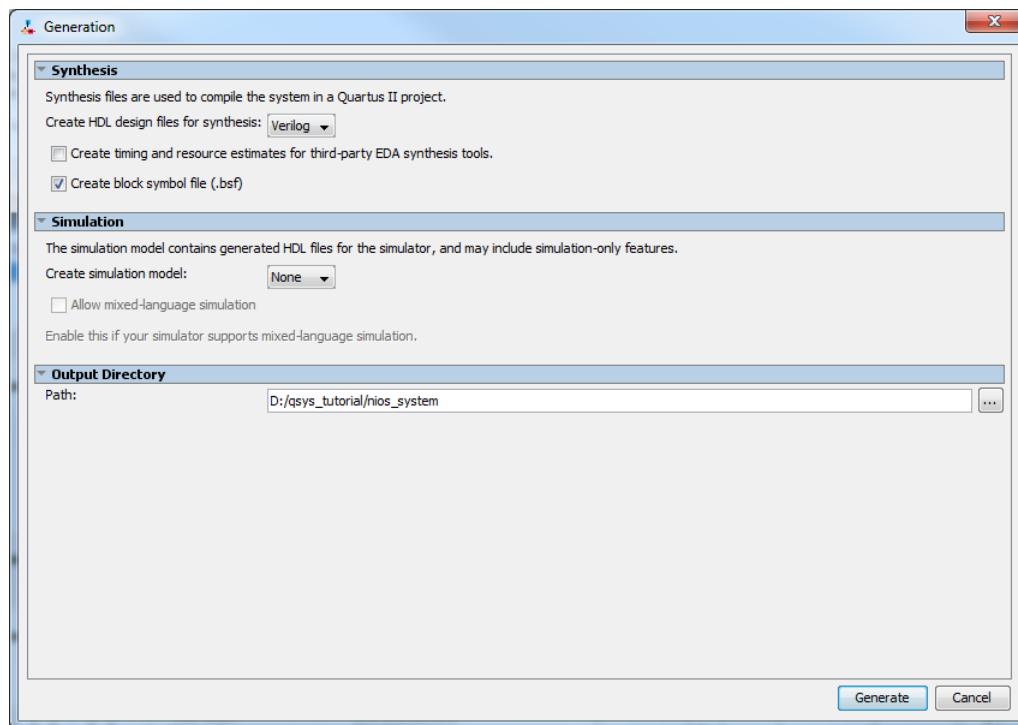 Generation
Synthesis
Synthesis files are used to compile the system in a Quartus II project.
Create HDL design files for synthesis: Verilog
Create timing and resource estimates for third-party EDA synthesis tools.
Create block symbol file (.bsf)
Simulation
The simulation model contains generated HDL files for the simulator, and may include simulation-only features.
Create simulation model: None
Allow mixed-language simulation
Enable this if your simulator supports mixed-language simulation.
Output Directory
Path: D:/qsys_tutorial/nios_system ...
Generate Cancel